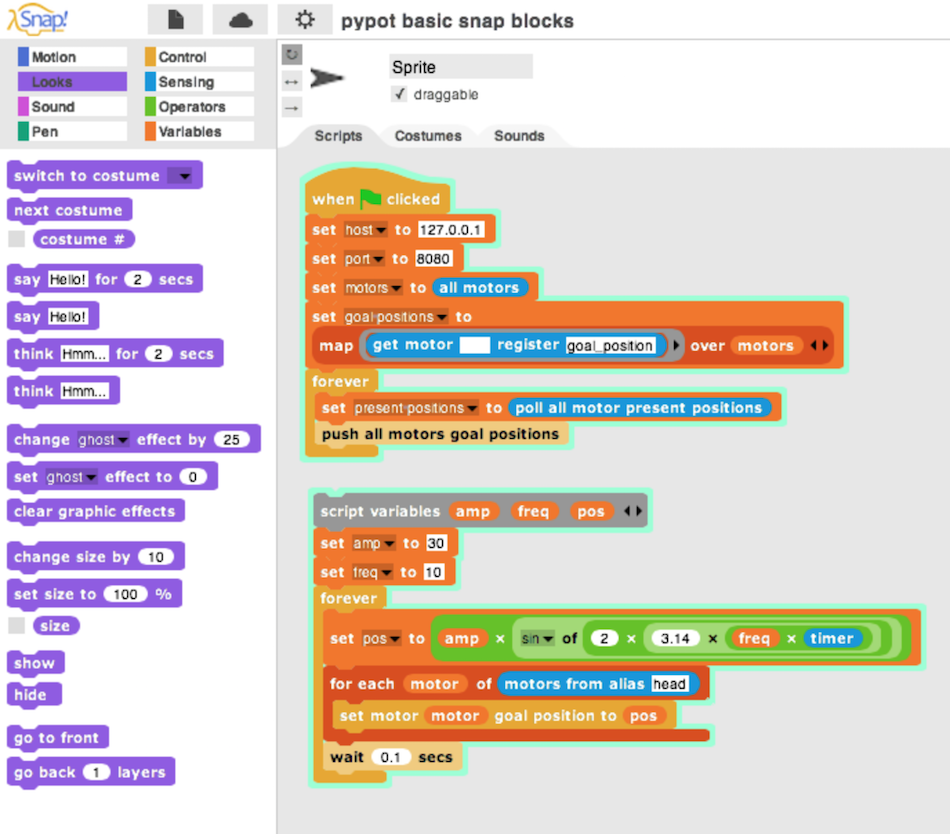 Snap!
pypot basic snap blocks
Motion
Control
Looks
Sensing
Sound
Operators
Pen
Variables
Sprite
draggable
Scripts
Costumes
Sounds
switch to costume
next costume
costume #
say Hello! for 2 secs
say Hello!
think Hmm... for 2 secs
think Hmm...
change ghost effect by 25
set ghost effect to 0
clear graphic effects
change size by 10
set size to 100 %
size
show
hide
go to front
go back 1 layers
when clicked
set host to 127.0.0.1
set port to 8080
set motors to all motors
set goal-positions to
map get motor register goal_position over motors
forever
set present-positions to poll all motor present positions
push all motors goal positions
script variables amp freq pos
set amp to 30
set freq to 10
forever
set pos to amp × sin of 2 × 3.14 × freq × timer
for each motor of motors from alias head
set motor motor goal position to pos
wait 0.1 secs